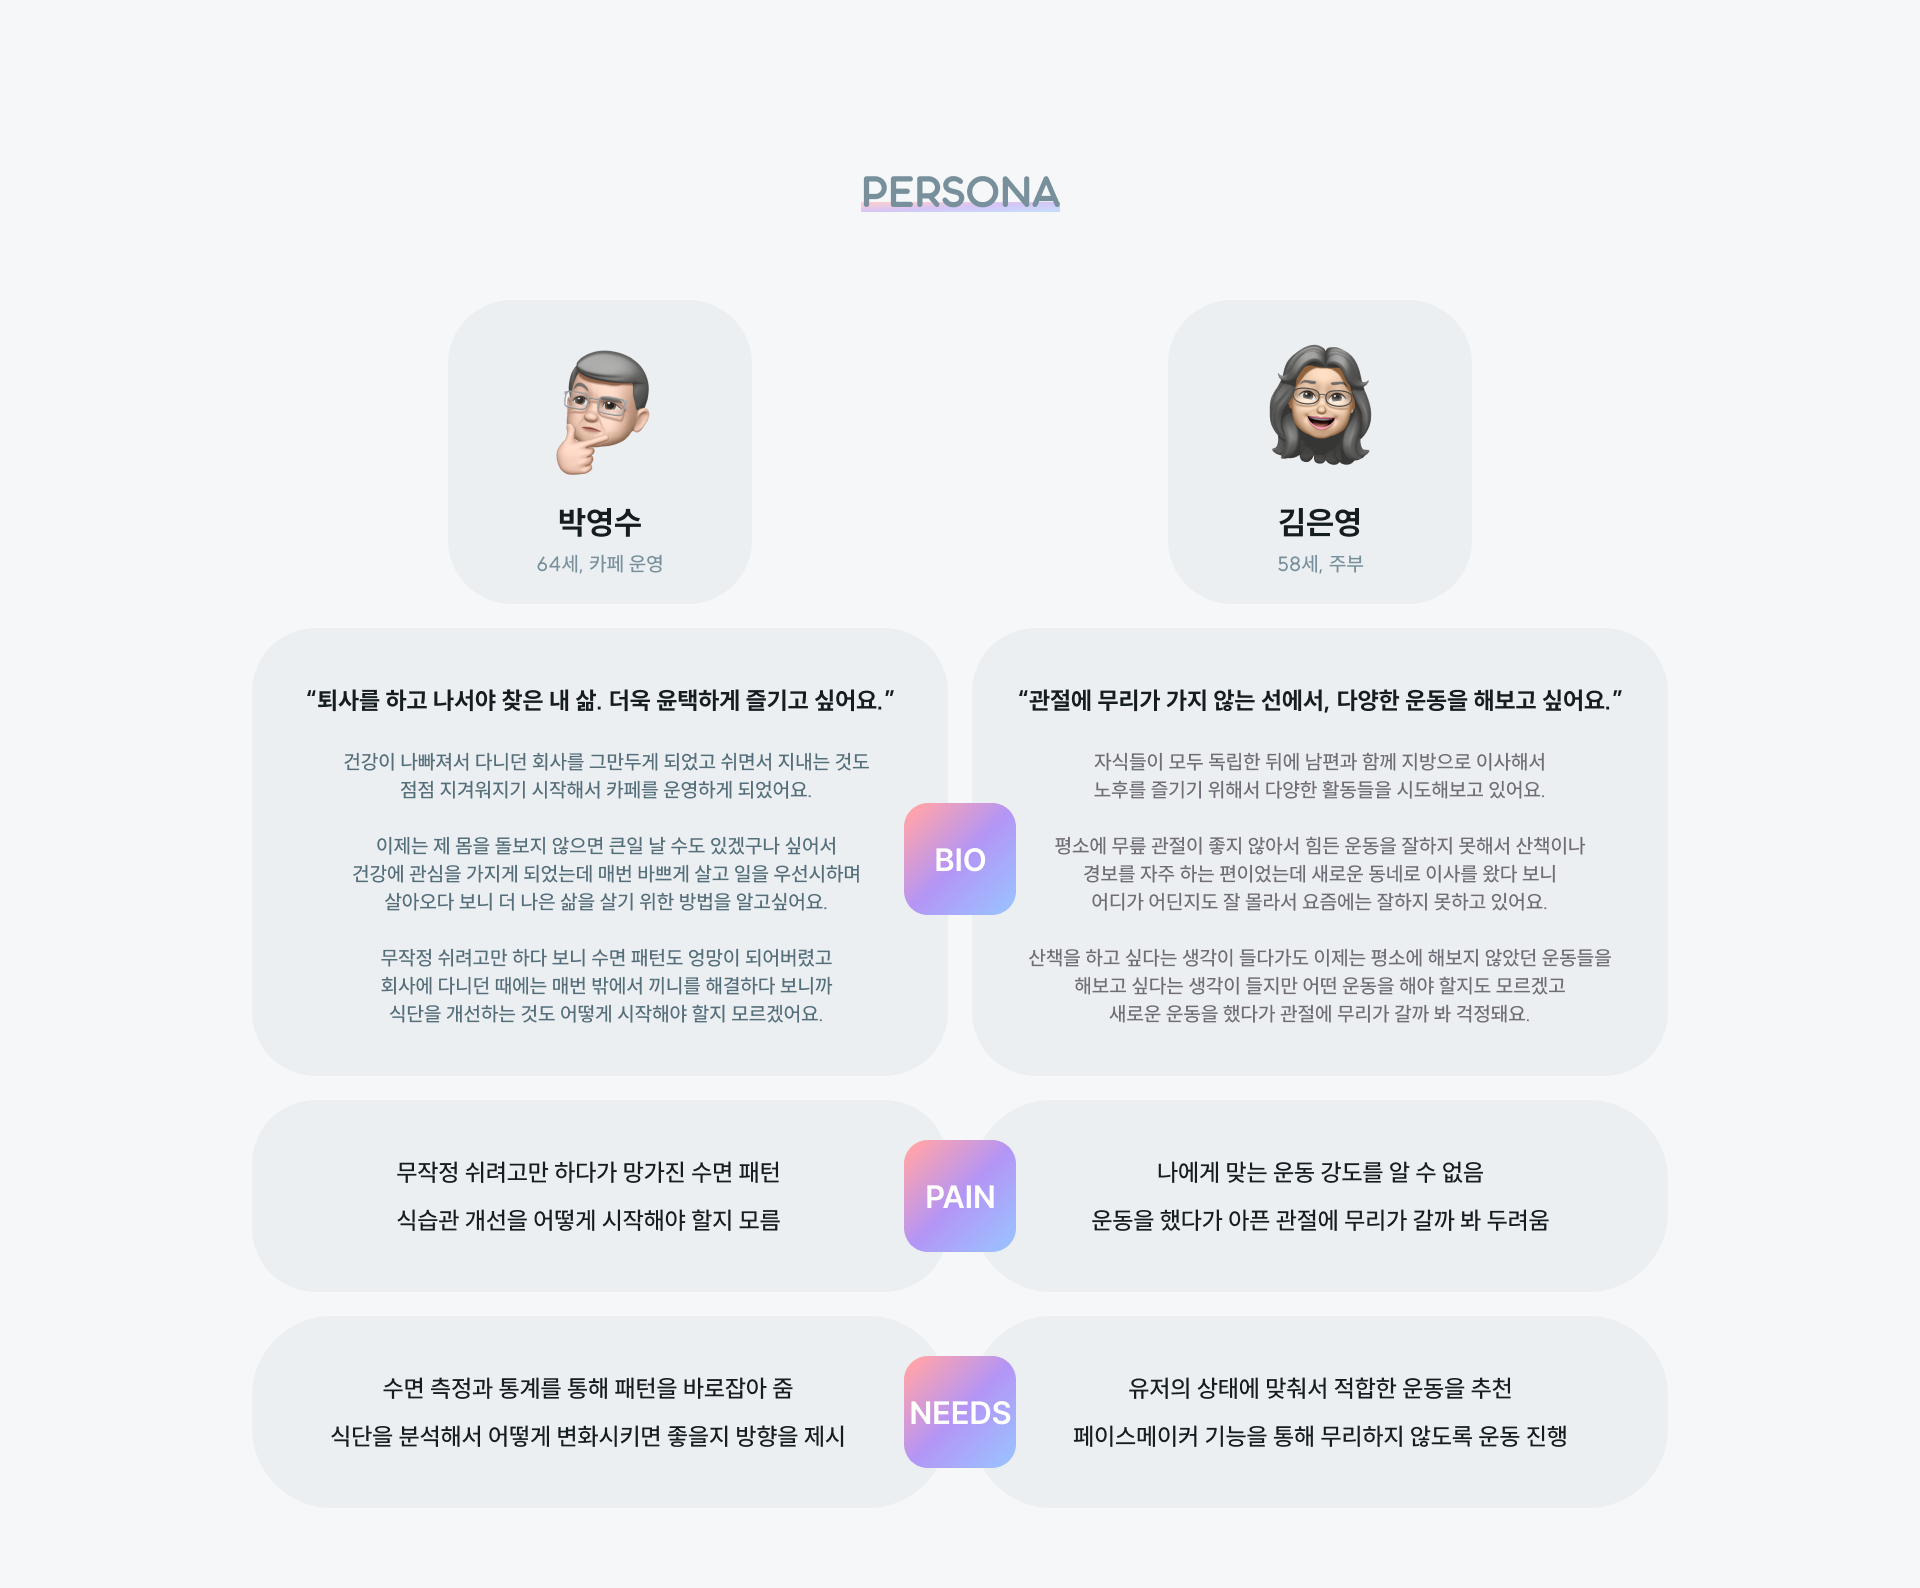 PERSONA
박영수
64세, 카페 운영
“퇴사를 하고 나서야 찾은 내 삶. 더욱 윤택하게 즐기고 싶어요.”
건강이 나빠져서 다니던 회사를 그만두게 되었고 쉬면서 지내는 것도
점점 지겨워지기 시작해서 카페를 운영하게 되었어요.
이제는 제 몸을 돌보지 않으면 큰일 날 수도 있겠구나 싶어서
건강에 관심을 가지게 되었는데 매번 바쁘게 살고 일을 우선시하며
살아오다 보니 더 나은 삶을 살기 위한 방법을 알고싶어요.
무작정 쉬려고만 하다 보니 수면 패턴도 엉망이 되어버렸고
회사에 다니던 때에는 매번 밖에서 끼니를 해결하다 보니까
식단을 개선하는 것도 어떻게 시작해야 할지 모르겠어요.
김은영
58세, 주부
“관절에 무리가 가지 않는 선에서, 다양한 운동을 해보고 싶어요.”
자식들이 모두 독립한 뒤에 남편과 함께 지방으로 이사해서
노후를 즐기기 위해서 다양한 활동들을 시도해보고 있어요.
평소에 무릎 관절이 좋지 않아서 힘든 운동을 잘하지 못해서 산책이나
경보를 자주 하는 편이었는데 새로운 동네로 이사를 왔다 보니
어디가 어딘지도 잘 몰라서 요즘에는 잘하지 못하고 있어요.
산책을 하고 싶다는 생각이 들다가도 이제는 평소에 해보지 않았던 운동들을
해보고 싶다는 생각이 들지만 어떤 운동을 해야 할지도 모르겠고
새로운 운동을 했다가 관절에 무리가 갈까 봐 걱정돼요.
BIO
무작정 쉬려고만 하다가 망가진 수면 패턴
식습관 개선을 어떻게 시작해야 할지 모름
PAIN
나에게 맞는 운동 강도를 알 수 없음
운동을 했다가 아픈 관절에 무리가 갈까 봐 두려움
수면 측정과 통계를 통해 패턴을 바로잡아 줌
식단을 분석해서 어떻게 변화시키면 좋을지 방향을 제시
NEEDS
유저의 상태에 맞춰서 적합한 운동을 추천
페이스메이커 기능을 통해 무리하지 않도록 운동 진행